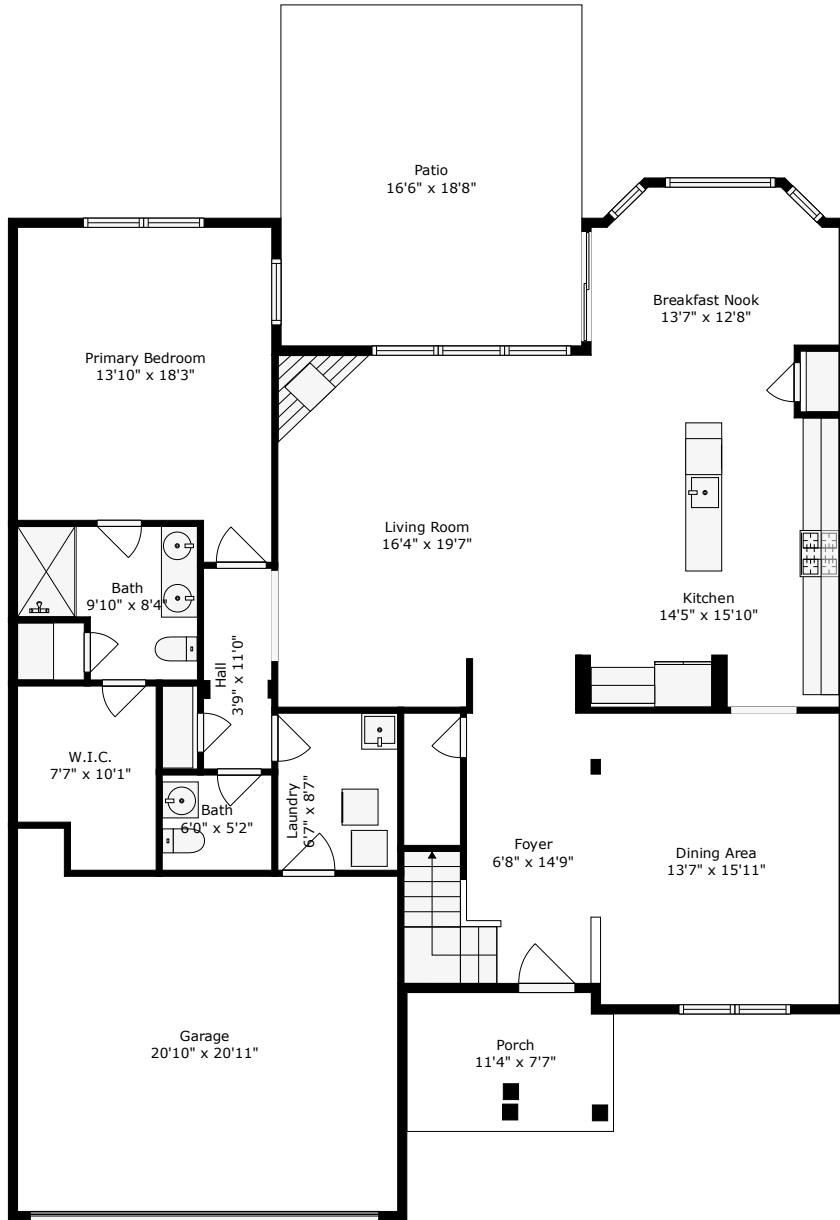 Patio
16'6" x 18'8"
Breakfast Nook
13'7" x 12'8"
Primary Bedroom
13'10" x 18'3"
Living Room
16'4" x 19'7"
Bath
9'10" x 8'4"
Kitchen
14'5" x 15'10"
Hall
3'9" x 11'0"
W.I.C.
7'7" x 10'1"
Bath
6'0" x 5'2"
Laundry
6'7" x 8'7"
Foyer
6'8" x 14'9"
Dining Area
13'7" x 15'11"
Garage
20'10" x 20'11"
Porch
11'4" x 7'7"